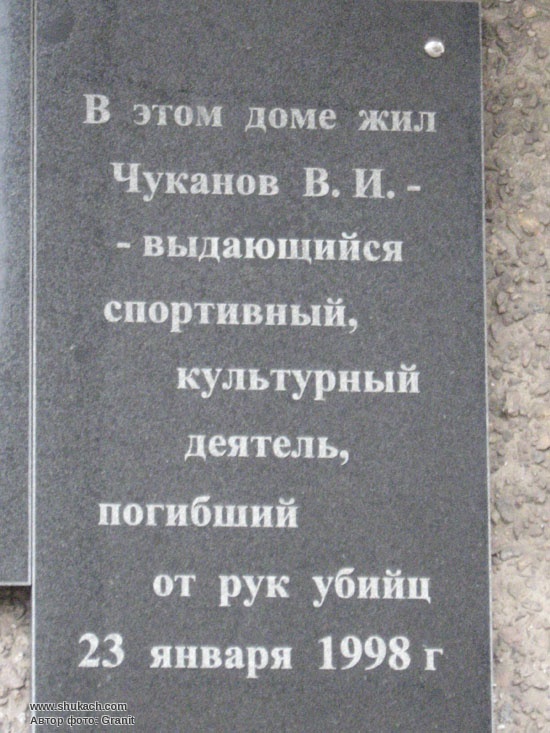 В этом доме жил
Чуканов В. И. -
- выдающийся
спортивный,
культурный
деятель,
погибший
от рук убийц
23 января 1998 г
www.shukach.com
Автор фото: Granit